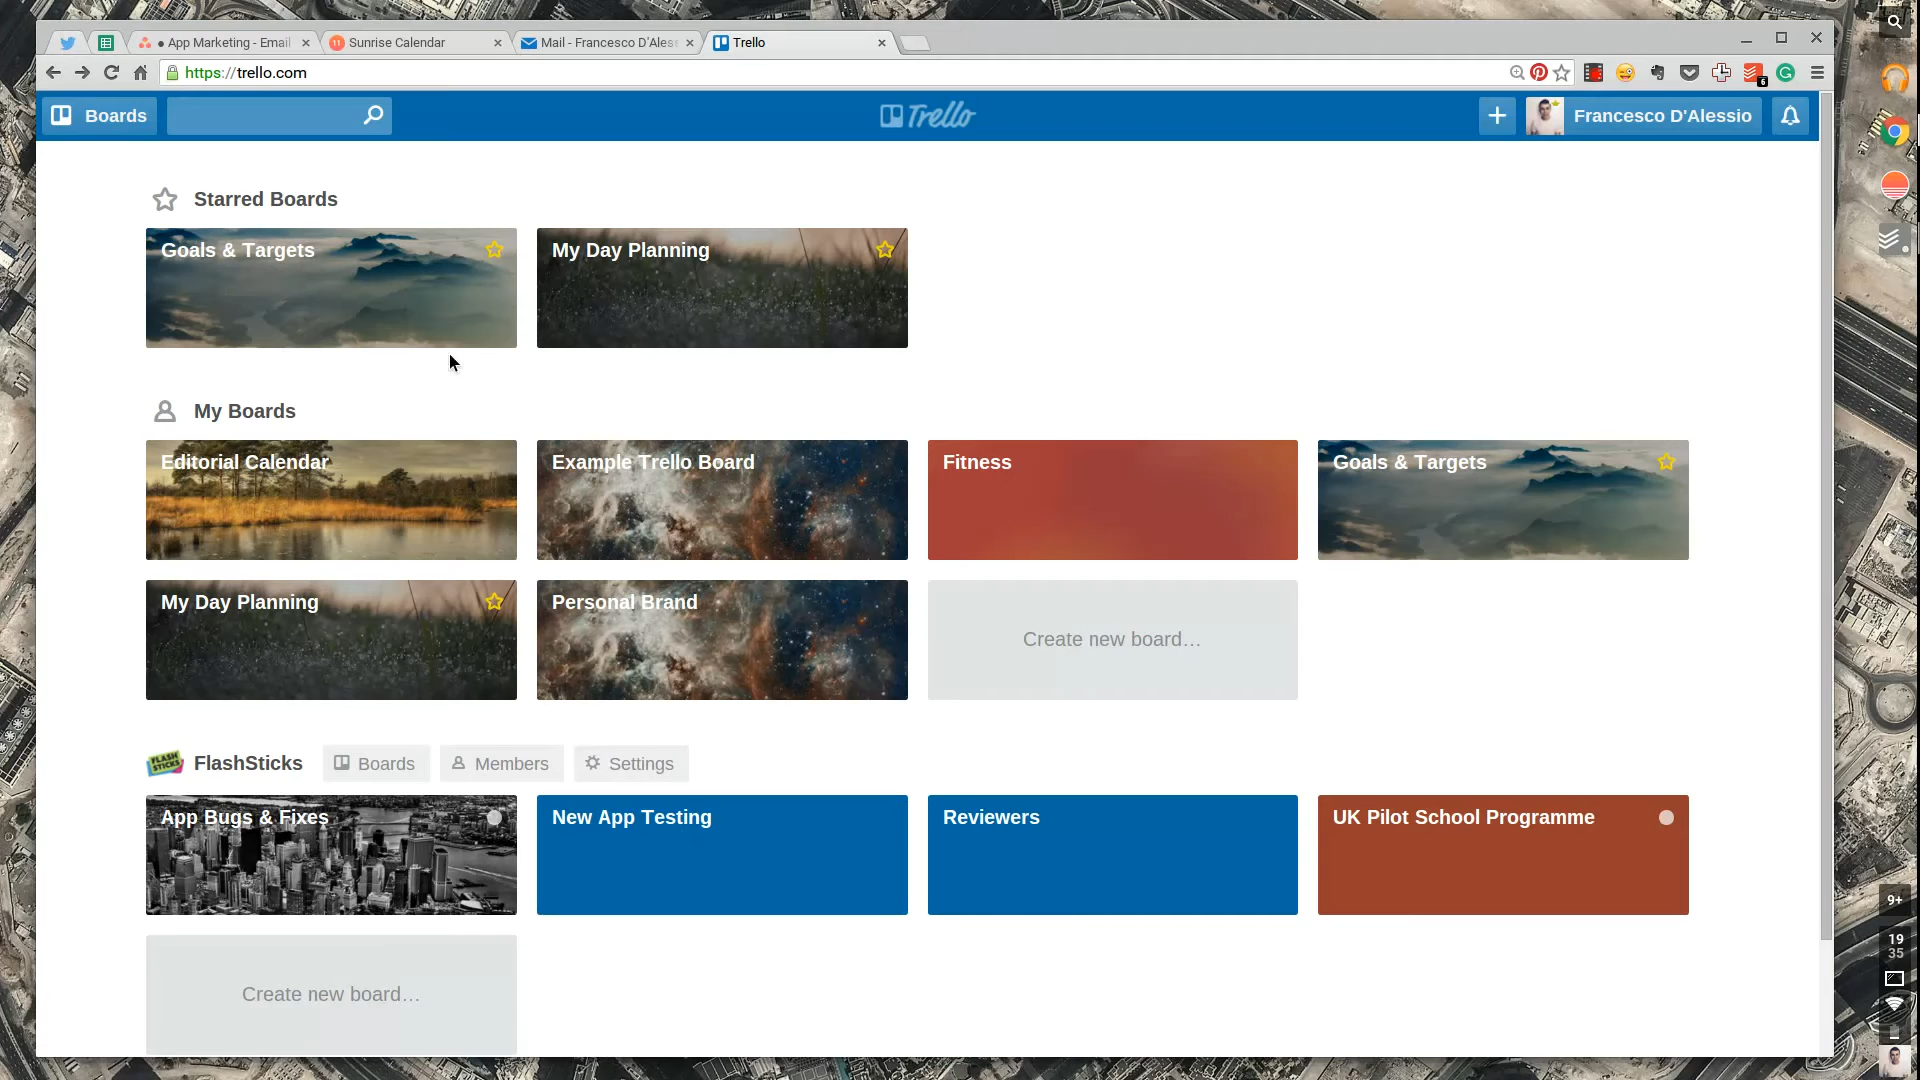 ● App Marketing - Email
Sunrise Calendar
Mail - Francesco D'Ales
Trello
https://trello.com
6
Boards
Trello
Francesco D'Alessio
Starred Boards
Goals & Targets
My Day Planning
My Boards
Editorial Calendar
Example Trello Board
Fitness
Goals & Targets
My Day Planning
Personal Brand
Create new board…
FLASH STICKS
FlashSticks
Boards
Members
Settings
App Bugs & Fixes
New App Testing
Reviewers
UK Pilot School Programme
Create new board…
9+
19
35